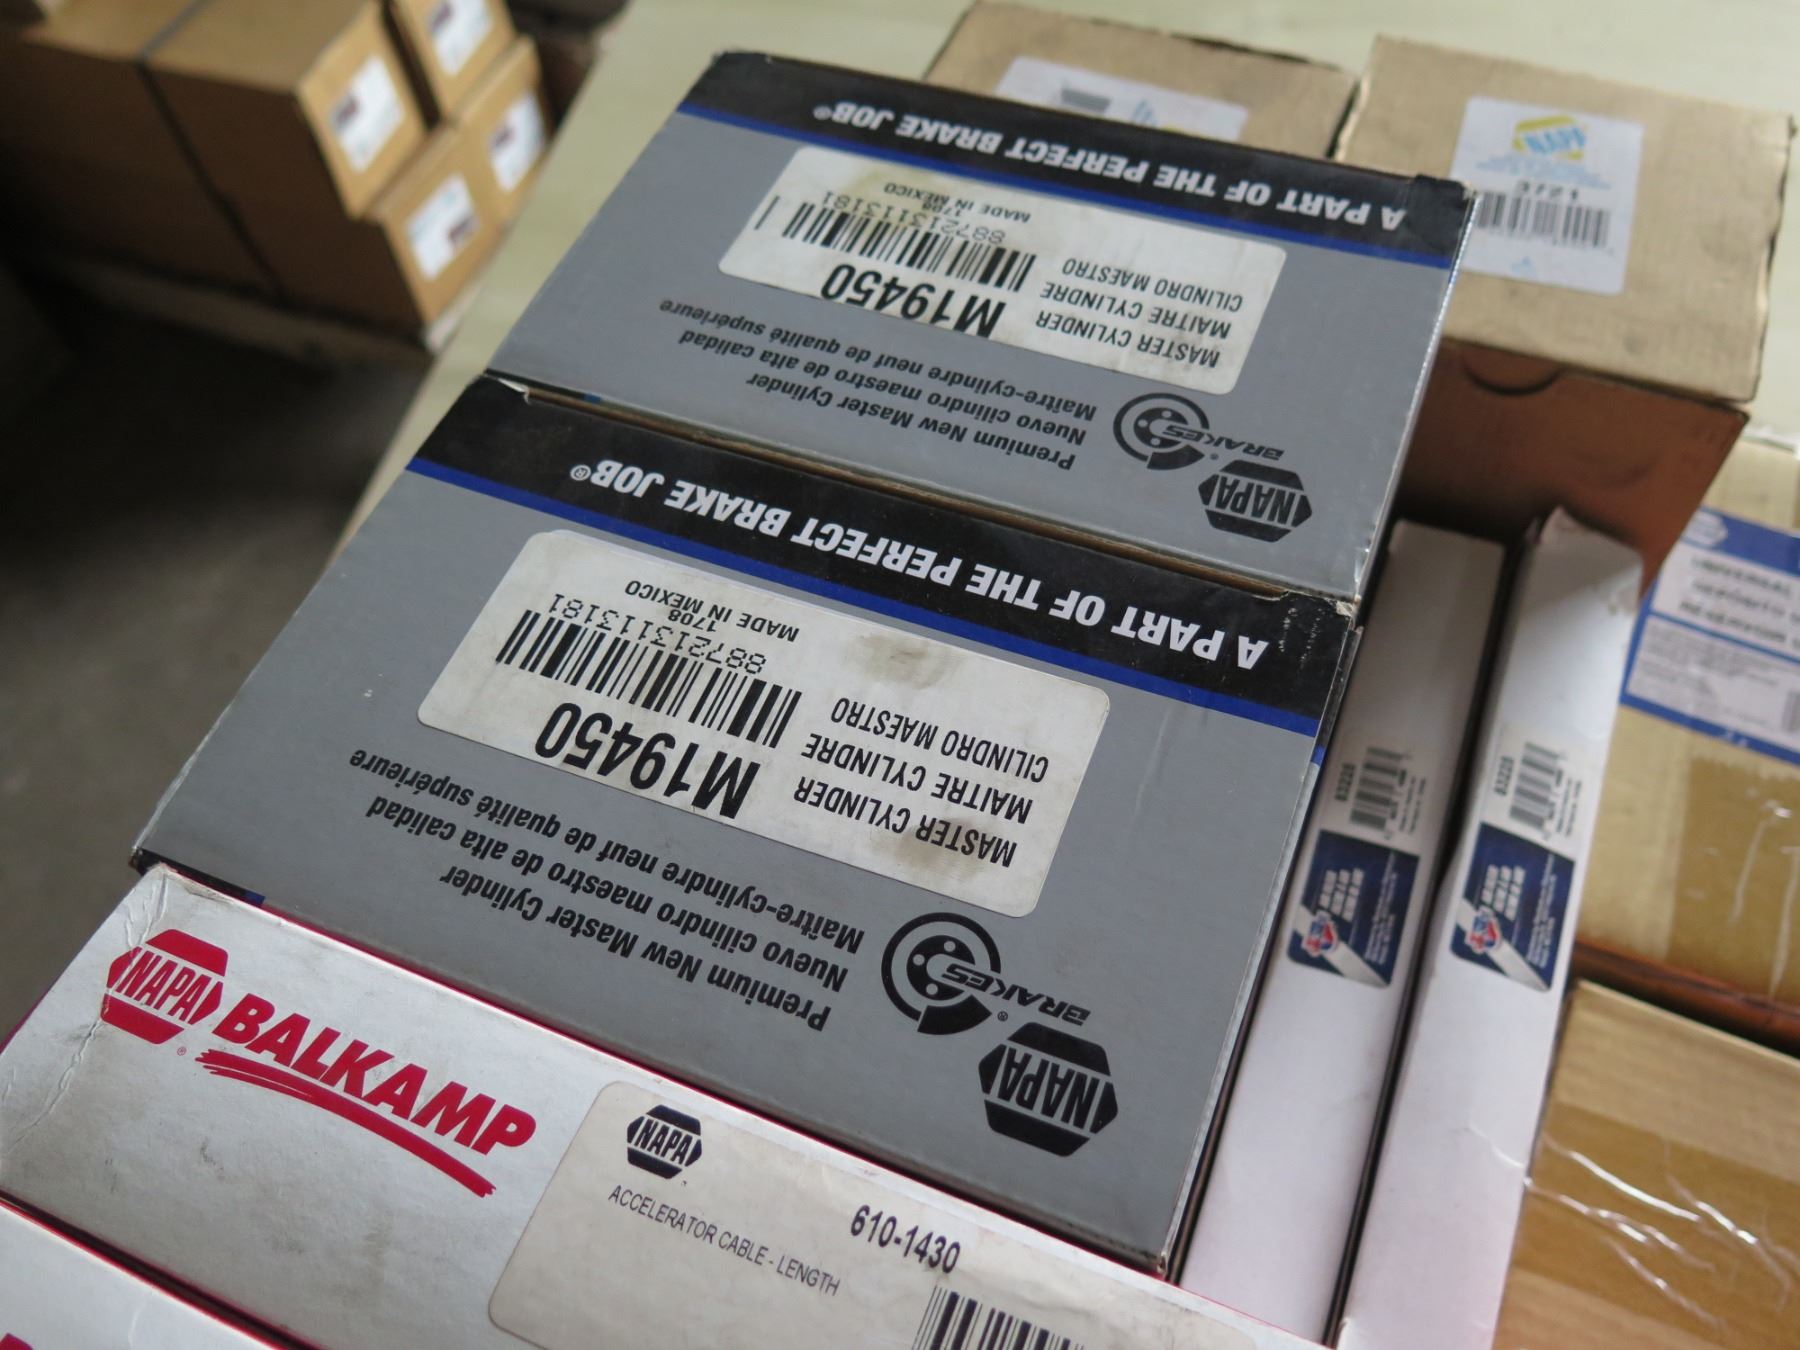 A PART OF THE PERFECT BRAKE JOB®
MADE IN MEXICO
1708
887213113181
M19450
MASTER CYLINDER
MAITRE CYLINDRE
CILINDRO MAESTRO
Premium New Master Cylinder
Nuevo cilindro maestro de alta calidad
Maître-cylindre neuf de qualité supérieure
NAPA
BRAKES
A PART OF THE PERFECT BRAKE JOB®
MADE IN MEXICO
1708
887213113181
M19450
MASTER CYLINDER
MAITRE CYLINDRE
CILINDRO MAESTRO
Premium New Master Cylinder
Nuevo cilindro maestro de alta calidad
Maître-cylindre neuf de qualité supérieure
NAPA
BRAKES®
NAPA® BALKAMP
NAPA
ACCELERATOR CABLE - LENGTH
610-1430
NAPA